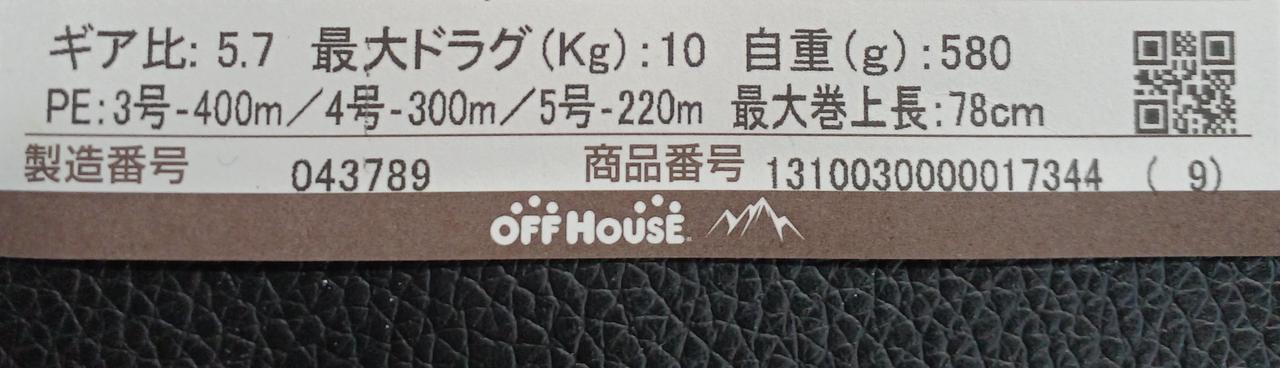 ギア比: 5.7 最大ドラグ(Kg):10 自重(g):580
PE:3号-400m／4号-300m／5号-220m 最大巻上長:78cm
製造番号 043789 商品番号 1310030000017344 ( 9)
OFF HOUSE